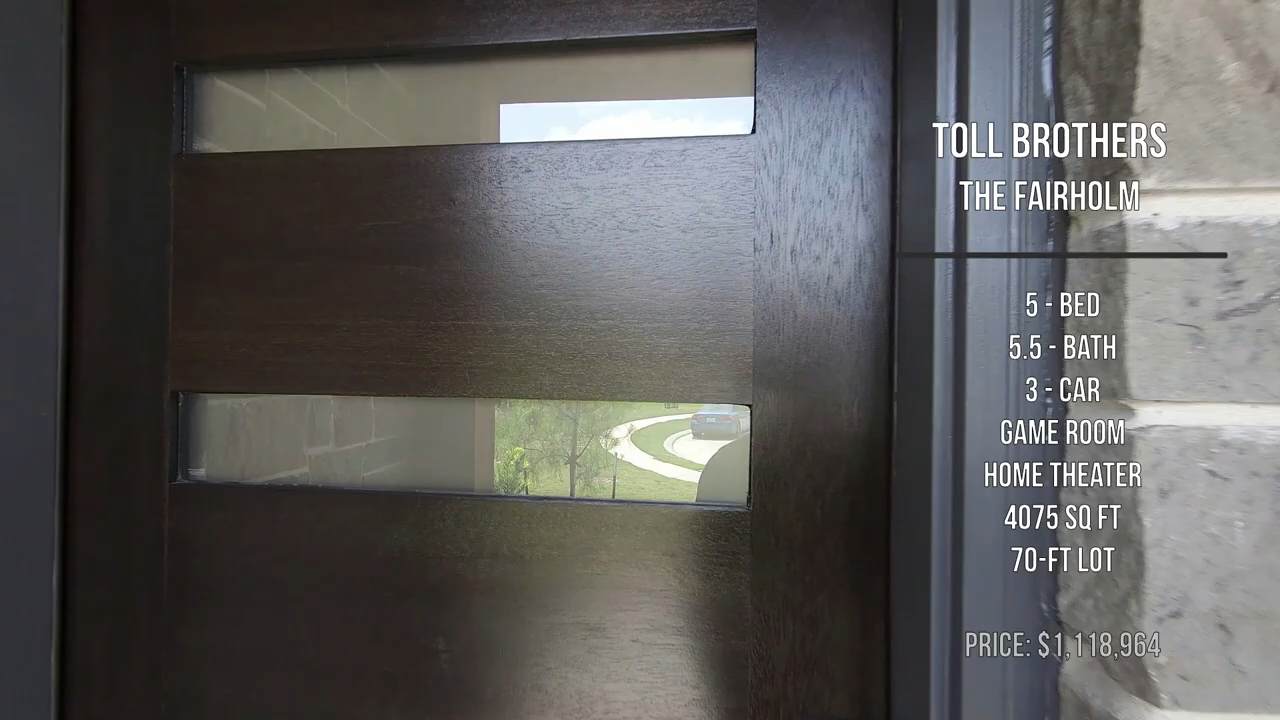 TOLL BROTHERS
THE FAIRHOLM
5 - BED
5.5 - BATH
3 - CAR
GAME ROOM
HOME THEATER
4075 SQ FT
70-FT LOT
PRICE: $1,118,964